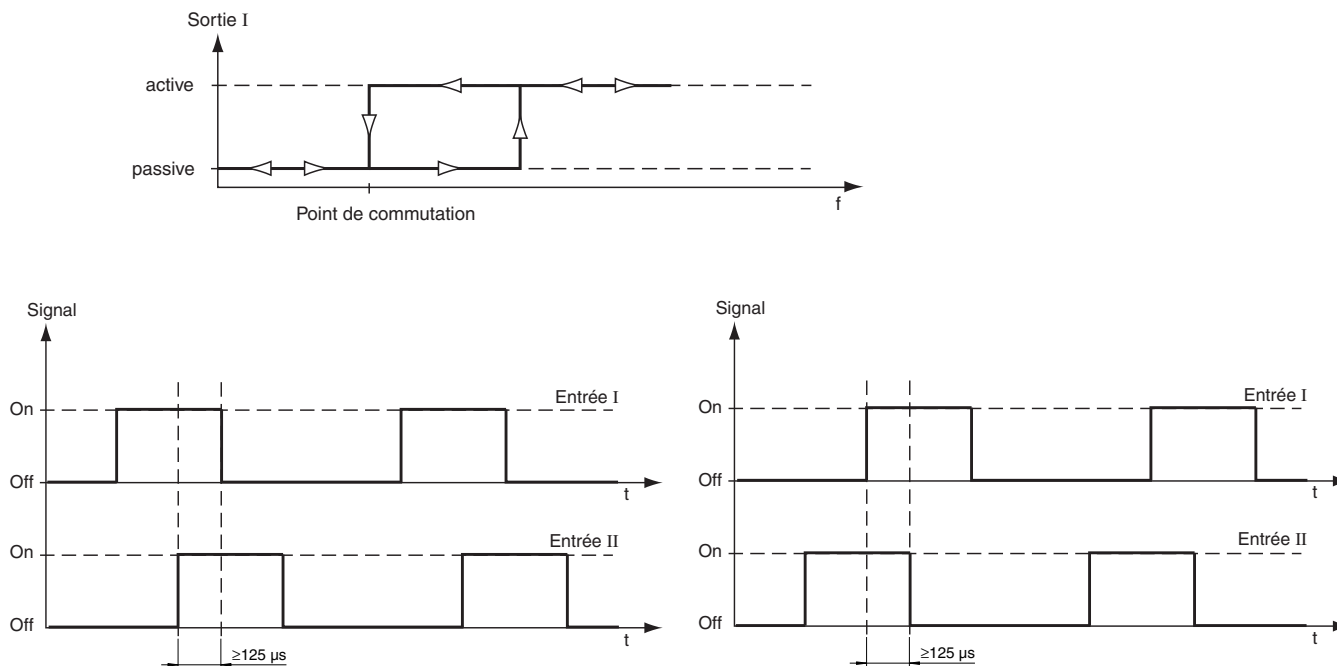 Sortie I
active
passive
f
Point de commutation
Signal
On
Entrée I
Off
t
On
Entrée II
Off
t
≥125 µs
Signal
On
Entrée I
Off
t
On
Entrée II
Off
t
≥125 µs